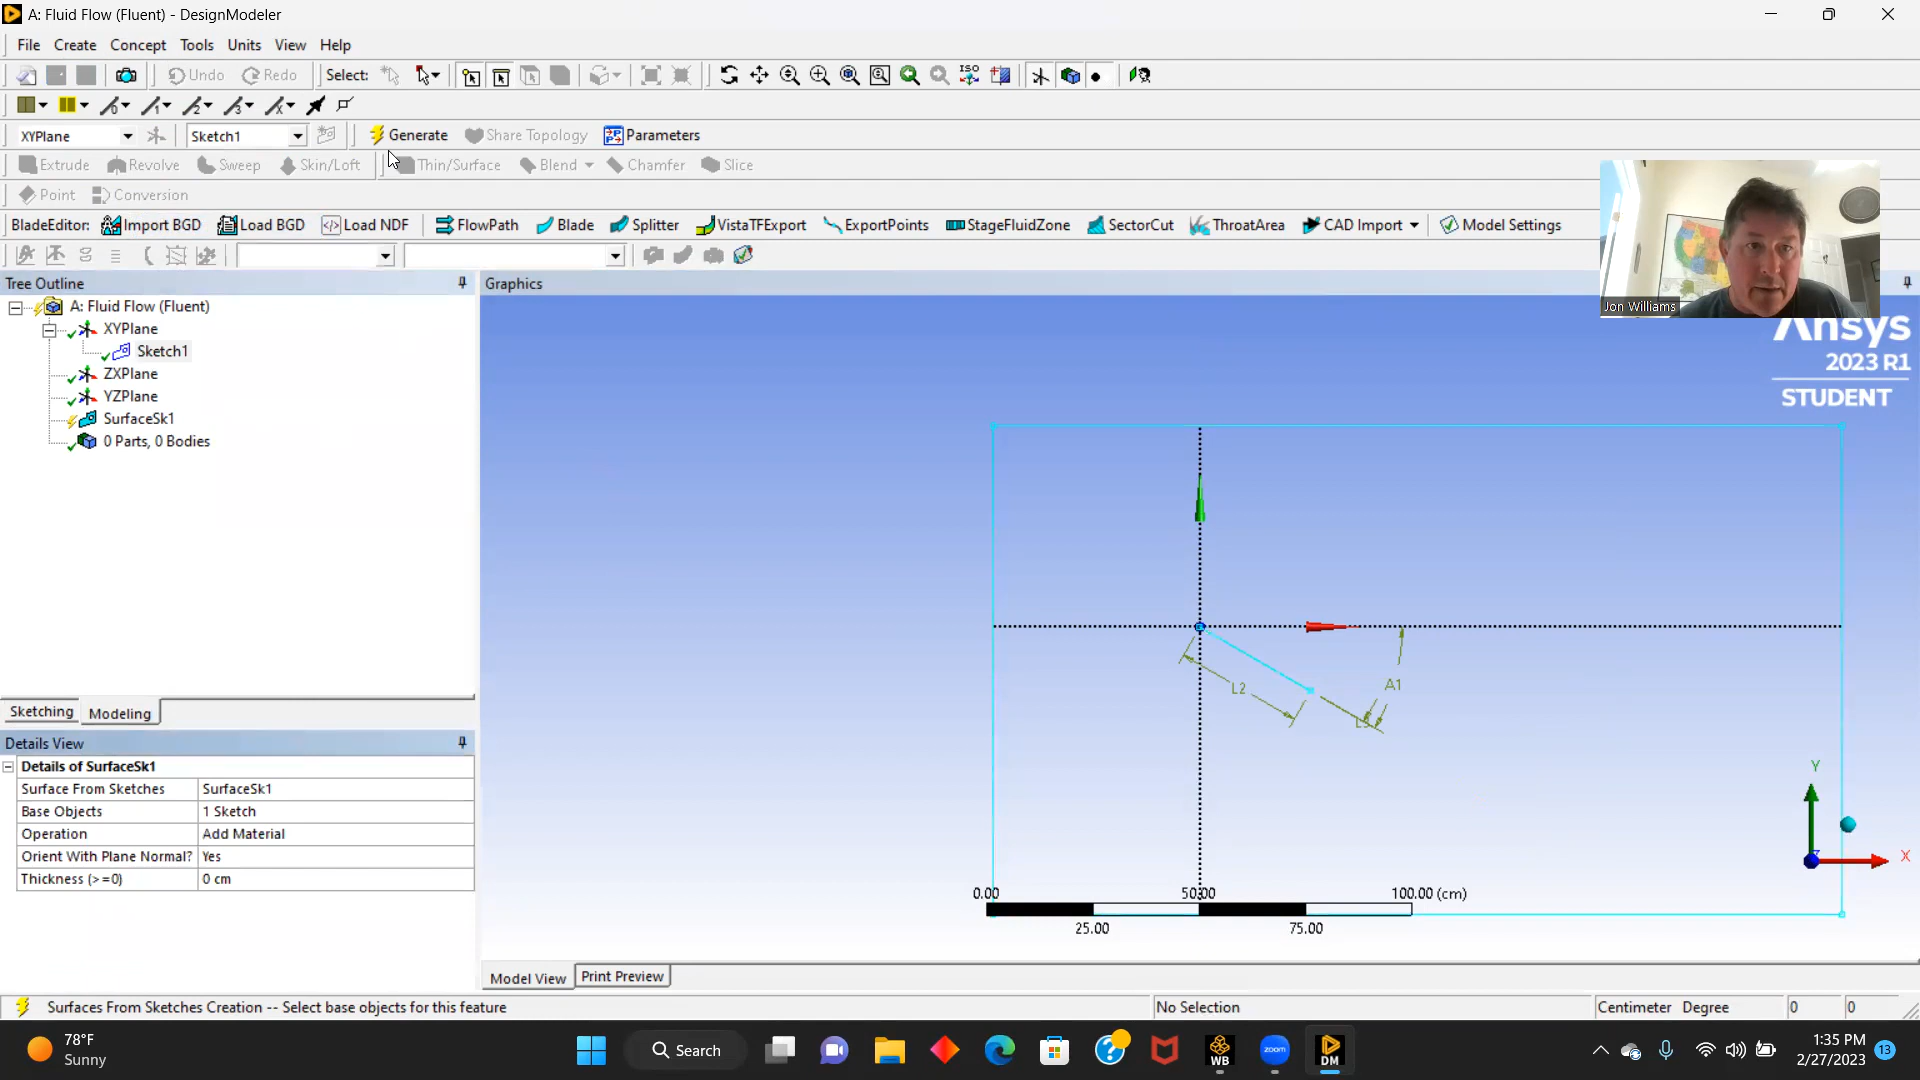 A: Fluid Flow (Fluent) - DesignModeler
File Create Concept Tools Units View Help
Undo Redo Select: ISO
XYPlane Sketch1 Generate Share Topology Parameters
Extrude Revolve Sweep Skin/Loft Thin/Surface Blend Chamfer Slice
Point Conversion
BladeEditor: Import BGD Load BGD Load NDF FlowPath Blade Splitter VistaTFExport ExportPoints StageFluidZone SectorCut ThroatArea CAD Import Model Settings
Tree Outline
A: Fluid Flow (Fluent)
XYPlane
Sketch1
ZXPlane
YZPlane
SurfaceSk1
0 Parts, 0 Bodies
Sketching Modeling
Details View
Details of SurfaceSk1
Surface From Sketches SurfaceSk1
Base Objects 1 Sketch
Operation Add Material
Orient With Plane Normal? Yes
Thickness (>=0) 0 cm
Graphics
Jon Williams
Ansys
2023 R1
STUDENT
L2
A1
Y
X
0.00 50.00 100.00 (cm)
25.00 75.00
Model View Print Preview
Surfaces From Sketches Creation -- Select base objects for this feature No Selection Centimeter Degree 0 0
78°F
Sunny
Search
WB
zoom
DM
1:35 PM
2/27/2023
13